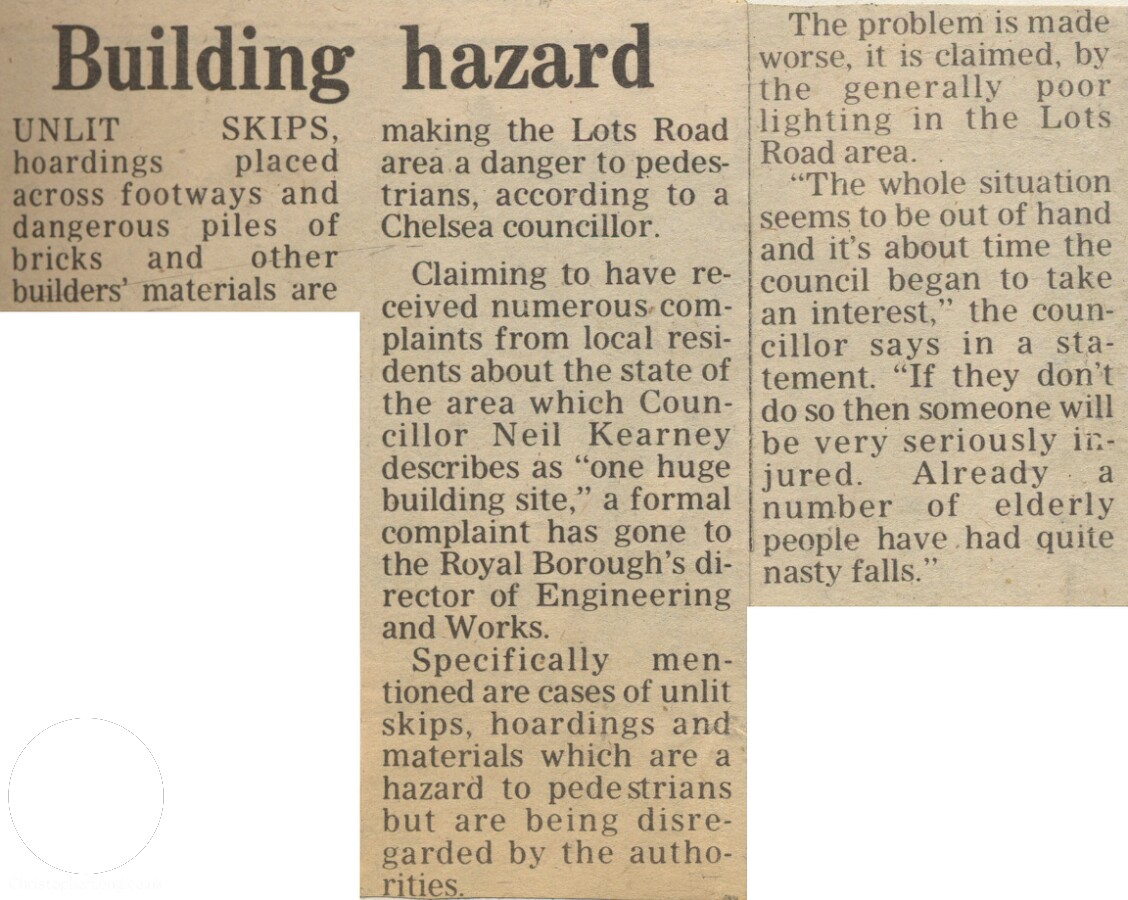 Building hazard
UNLIT SKIPS,
hoardings placed
across footways and
dangerous piles of
bricks and other
builders' materials are
making the Lots Road
area a danger to pedes-
trians, according to a
Chelsea councillor.
Claiming to have re-
ceived numerous com-
plaints from local resi-
dents about the state of
the area which Coun-
cillor Neil Kearney
describes as “one huge
building site,” a formal
complaint has gone to
the Royal Borough's di-
rector of Engineering
and Works.
Specifically men-
tioned are cases of unlit
skips, hoardings and
materials which are a
hazard to pedestrians
but are being disre-
garded by the autho-
rities.
The problem is made
worse, it is claimed, by
the generally poor
lighting in the Lots
Road area.
“The whole situation
seems to be out of hand
and it's about time the
council began to take
an interest,” the coun-
cillor says in a sta-
tement. “If they don't
do so then someone will
be very seriously in-
jured. Already a
number of elderly
people have had quite
nasty falls.”